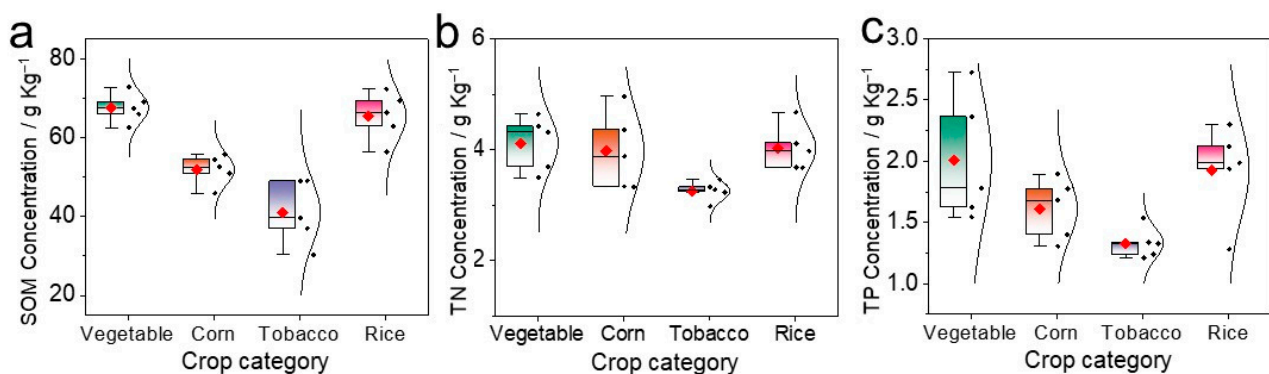 a
SOM Concentration / g Kg⁻¹
80
60
40
20
Vegetable Corn Tobacco Rice
Crop category
b
TN Concentration / g Kg⁻¹
6
4
2
Vegetable Corn Tobacco Rice
Crop category
c
TP Concentration / g Kg⁻¹
3.0
2.5
2.0
1.5
1.0
Vegetable Corn Tobacco Rice
Crop category